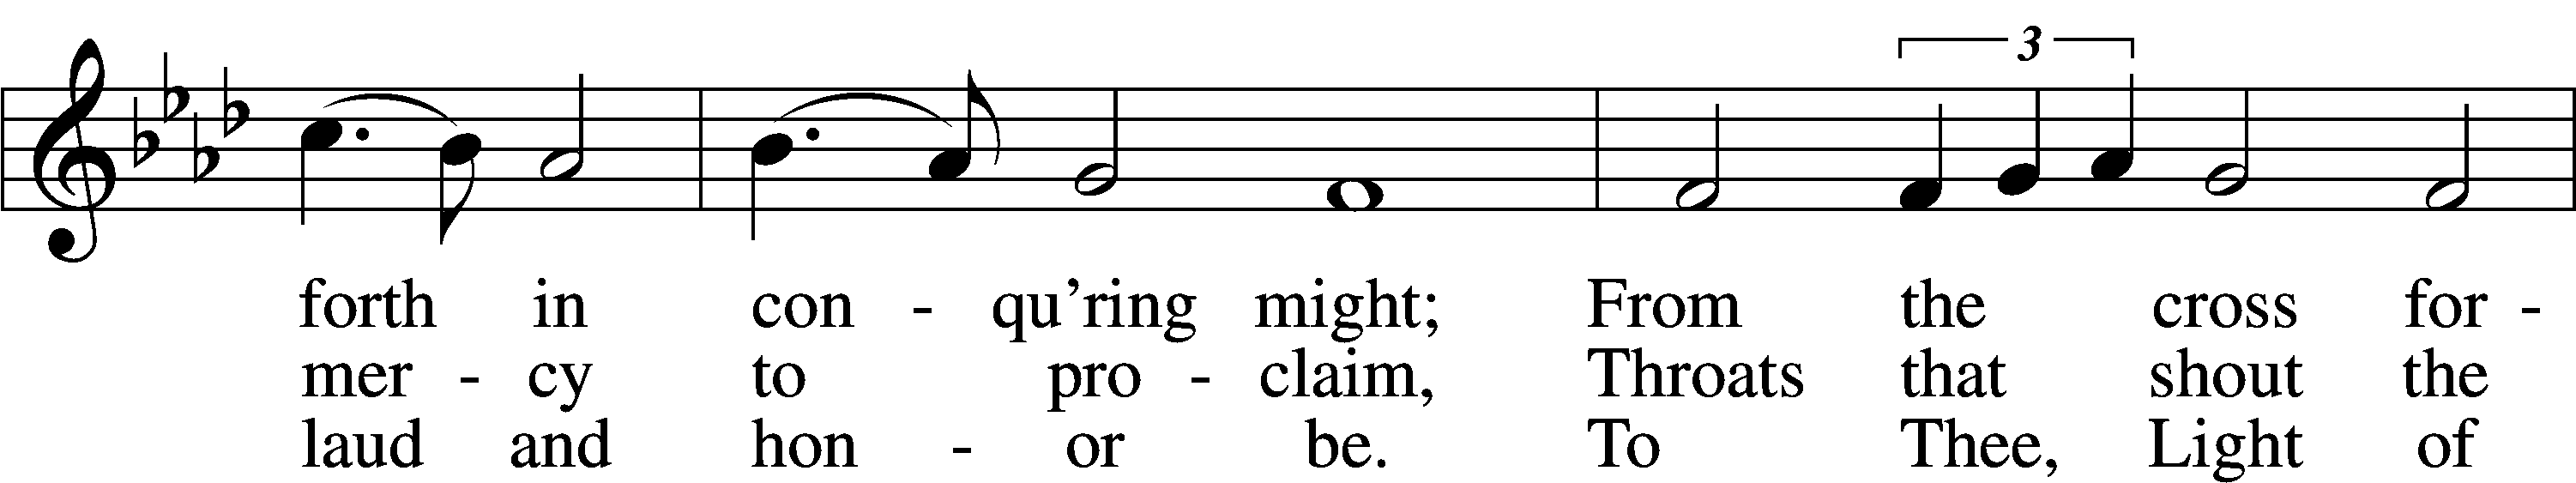 3
forth in con - qu’ring might; From the cross for -
mer - cy to pro - claim, Throats that shout the
laud and hon - or be. To Thee, Light of